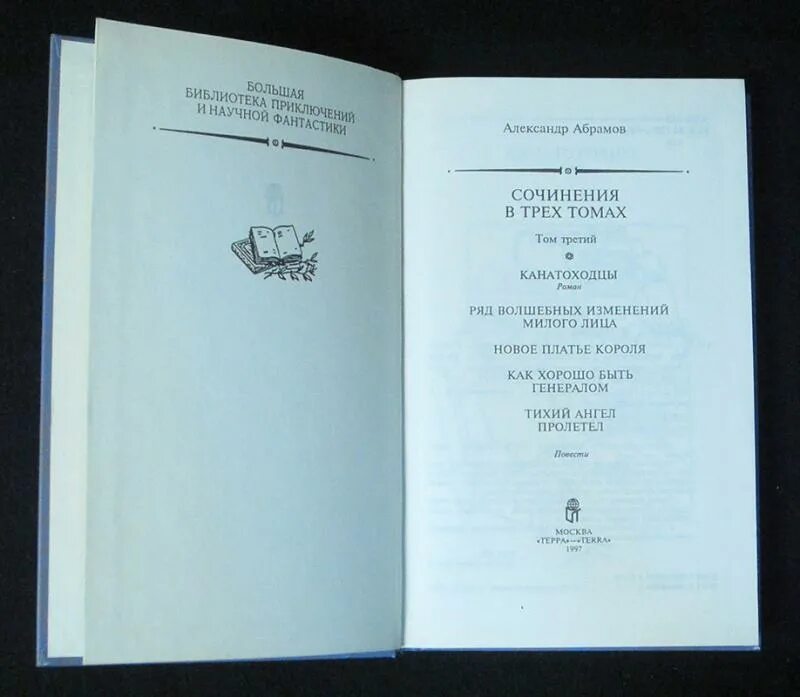 БОЛЬШАЯ
БИБЛИОТЕКА ПРИКЛЮЧЕНИЙ
И НАУЧНОЙ ФАНТАСТИКИ
Александр Абрамов
СОЧИНЕНИЯ
В ТРЕХ ТОМАХ
Том третий
КАНАТОХОДЦЫ
Роман
РЯД ВОЛШЕБНЫХ ИЗМЕНЕНИЙ
МИЛОГО ЛИЦА
НОВОЕ ПЛАТЬЕ КОРОЛЯ
КАК ХОРОШО БЫТЬ
ГЕНЕРАЛОМ
ТИХИЙ АНГЕЛ
ПРОЛЕТЕЛ
Повести
МОСКВА
«ТЕРРА»—«TERRA»
1997